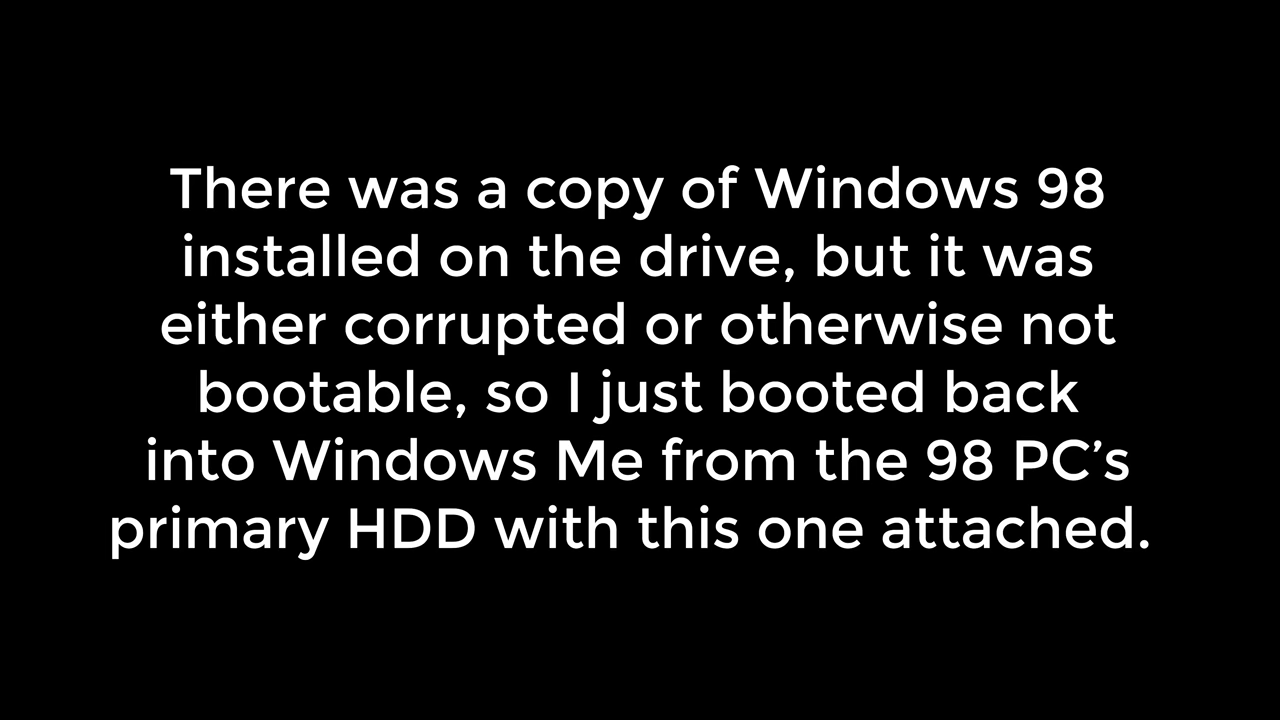 There was a copy of Windows 98
installed on the drive, but it was
either corrupted or otherwise not
bootable, so I just booted back
into Windows Me from the 98 PC’s
primary HDD with this one attached.